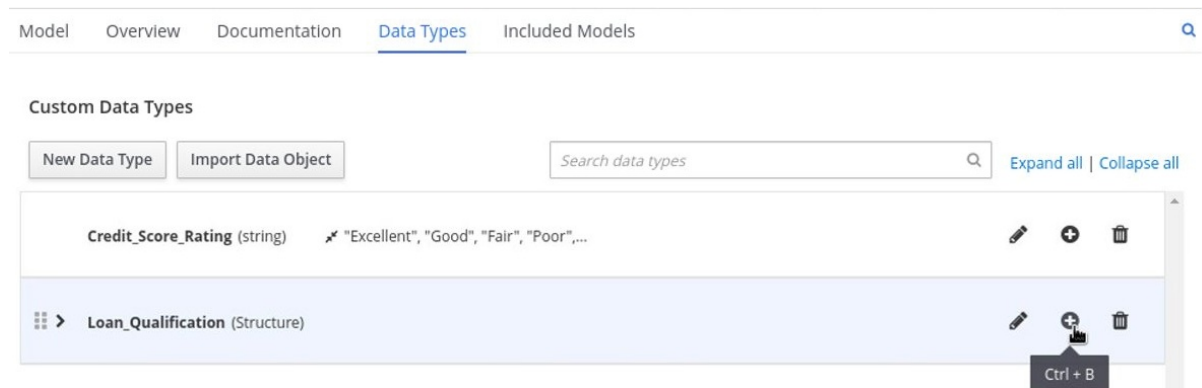 Model Overview Documentation Data Types Included Models
Custom Data Types
New Data Type Import Data Object Search data types Expand all | Collapse all
Credit_Score_Rating (string) "Excellent", "Good", "Fair", "Poor",...
Loan_Qualification (Structure)
Ctrl + B